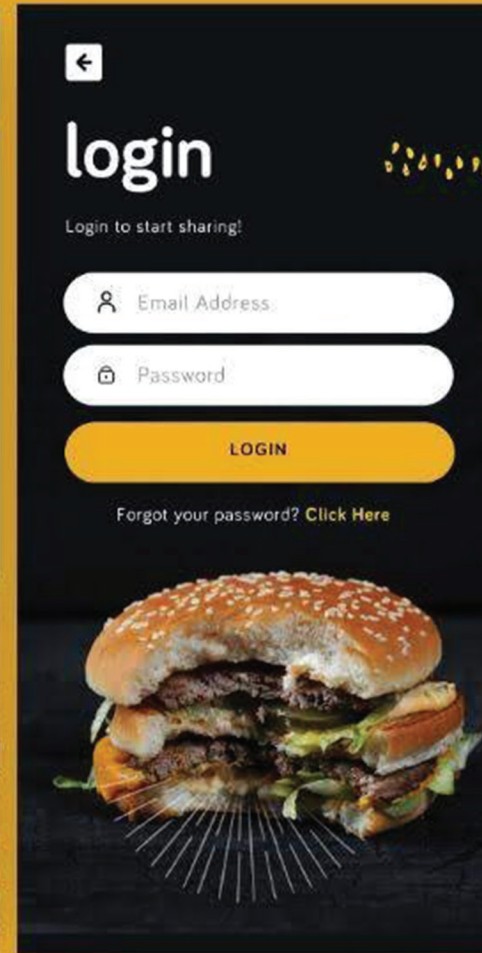 login
Login to start sharing!
Email Address
Password
LOGIN
Forgot your password? Click Here